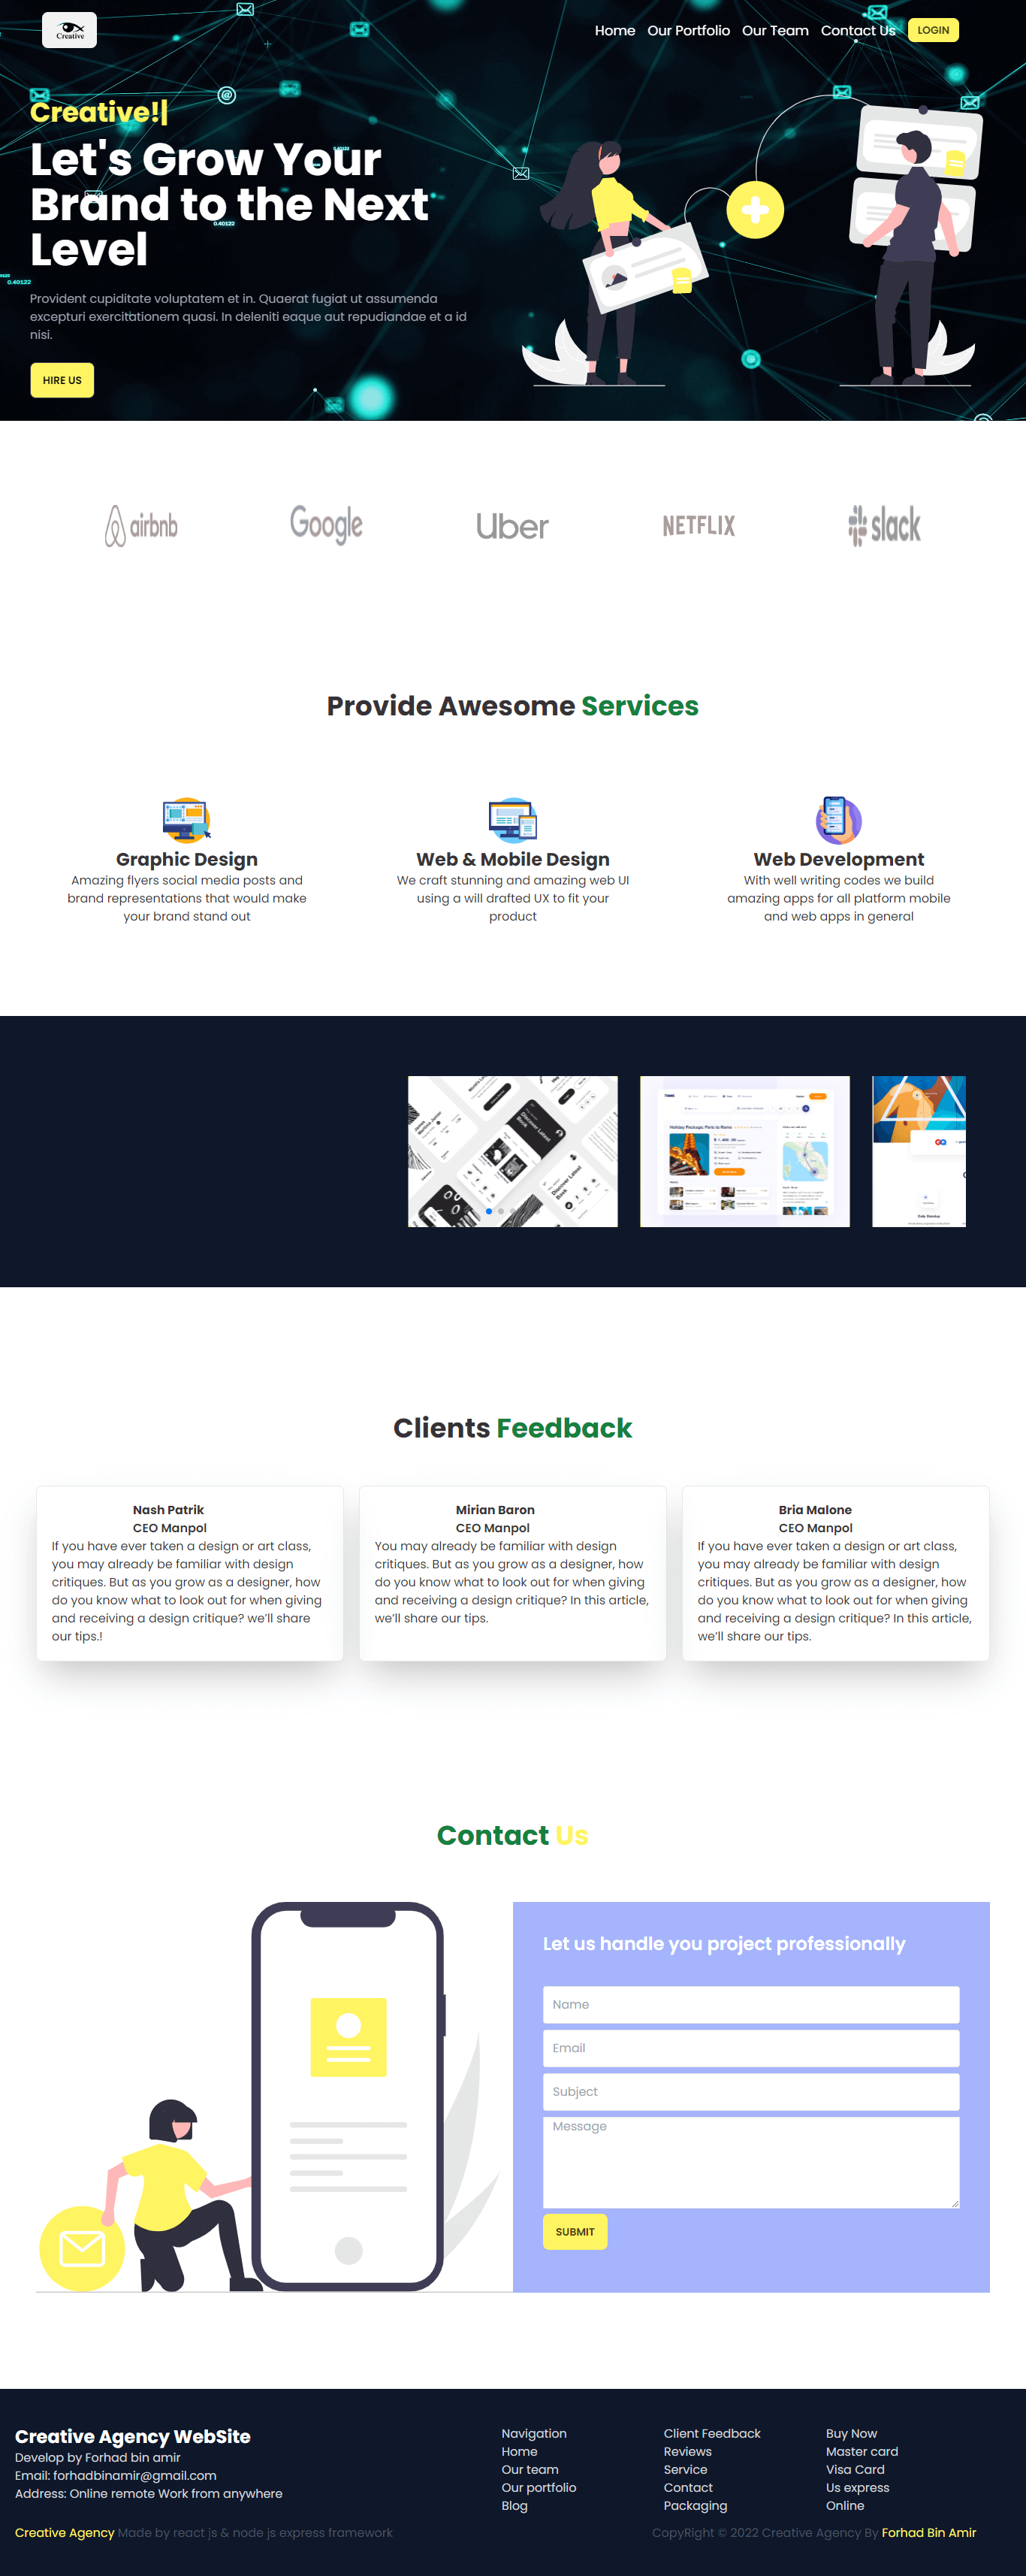 Creative
Home Our Portfolio Our Team Contact Us LOGIN
Creative!|
Let's Grow Your
Brand to the Next
Level
0.40122
0.40122
0.40122
Provident cupiditate voluptatem et in. Quaerat fugiat ut assumenda
excepturi exercitationem quasi. In deleniti eaque aut repudiandae et a id
nisi.
HIRE US
airbnb Google Uber NETFLIX slack
Provide Awesome Services
Graphic Design
Amazing flyers social media posts and
brand representations that would make
your brand stand out
Web & Mobile Design
We craft stunning and amazing web UI
using a will drafted UX to fit your
product
Web Development
With well writing codes we build
amazing apps for all platform mobile
and web apps in general
Discover Latest
Book
Holiday Package, Paris to Rome
Daily Standup
Clients Feedback
Nash Patrik
CEO Manpol
If you have ever taken a design or art class,
you may already be familiar with design
critiques. But as you grow as a designer, how
do you know what to look out for when giving
and receiving a design critique? we’ll share
our tips.!
Mirian Baron
CEO Manpol
You may already be familiar with design
critiques. But as you grow as a designer, how
do you know what to look out for when giving
and receiving a design critique? In this article,
we’ll share our tips.
Bria Malone
CEO Manpol
If you have ever taken a design or art class,
you may already be familiar with design
critiques. But as you grow as a designer, how
do you know what to look out for when giving
and receiving a design critique? In this article,
we’ll share our tips.
Contact Us
Let us handle you project professionally
Name
Email
Subject
Message
SUBMIT
Creative Agency WebSite
Develop by Forhad bin amir
Email: forhadbinamir@gmail.com
Address: Online remote Work from anywhere
Navigation
Home
Our team
Our portfolio
Blog
Client Feedback
Reviews
Service
Contact
Packaging
Buy Now
Master card
Visa Card
Us express
Online
Creative Agency Made by react js & node js express framework
CopyRight © 2022 Creative Agency By Forhad Bin Amir